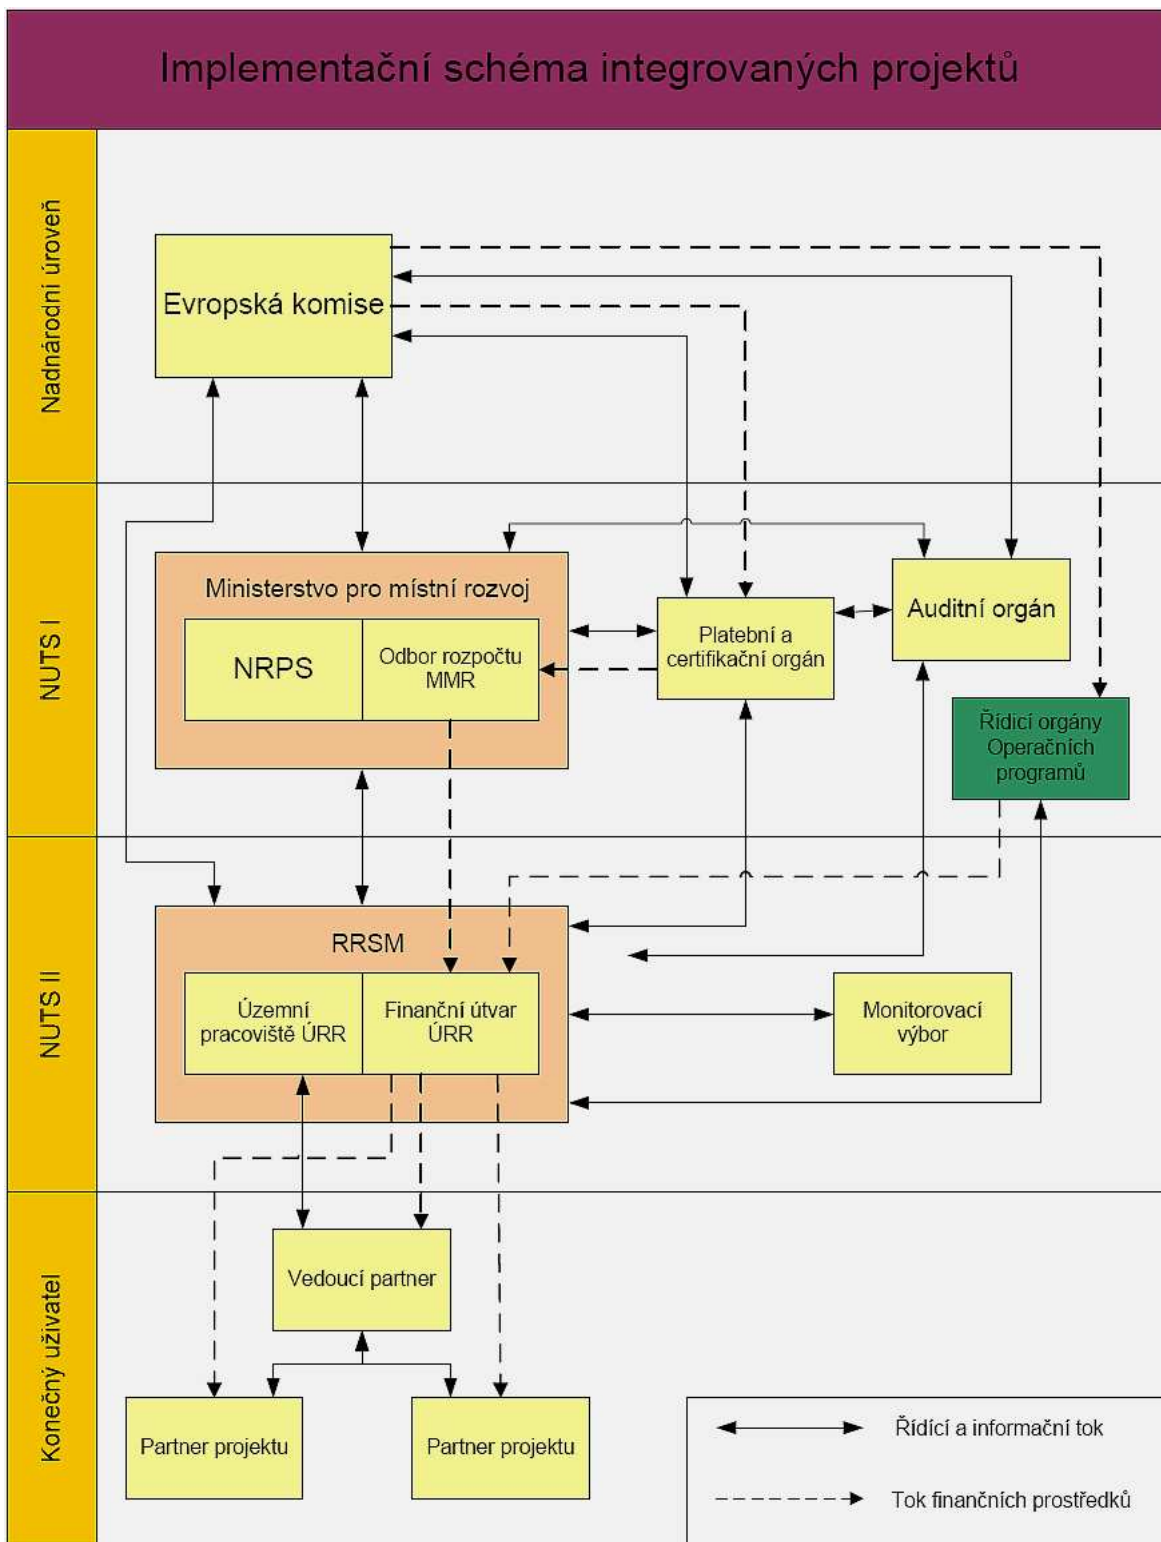 Implementační schéma integrovaných projektů
Nadnárodní úroveň
Evropská komise
NUTS I
Ministerstvo pro místní rozvoj
NRPS
Odbor rozpočtu
MMR
Platební a
certifikační orgán
Auditní orgán
Řídicí orgány
Operačních
programů
NUTS II
RRSM
Územní
pracoviště ÚRR
Finanční útvar
ÚRR
Monitorovací
výbor
Konečný uživatel
Vedoucí partner
Partner projektu
Partner projektu
Řídící a informační tok
Tok finančních prostředků